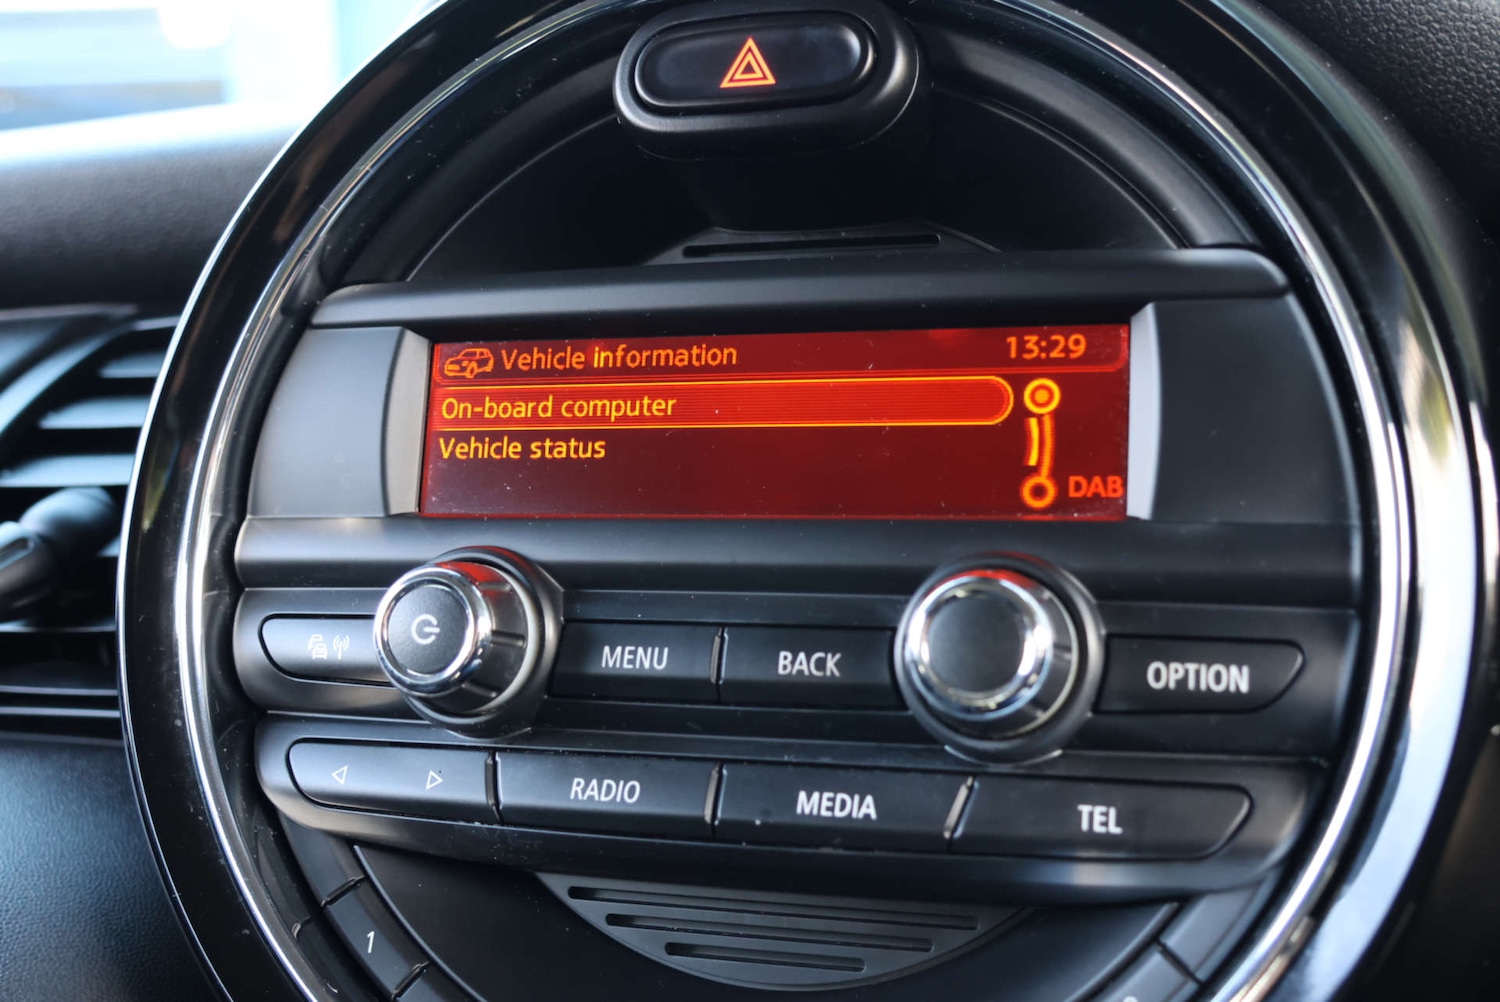 Vehicle information 13:29
On-board computer
Vehicle status
DAB
MENU BACK OPTION
RADIO MEDIA TEL
1